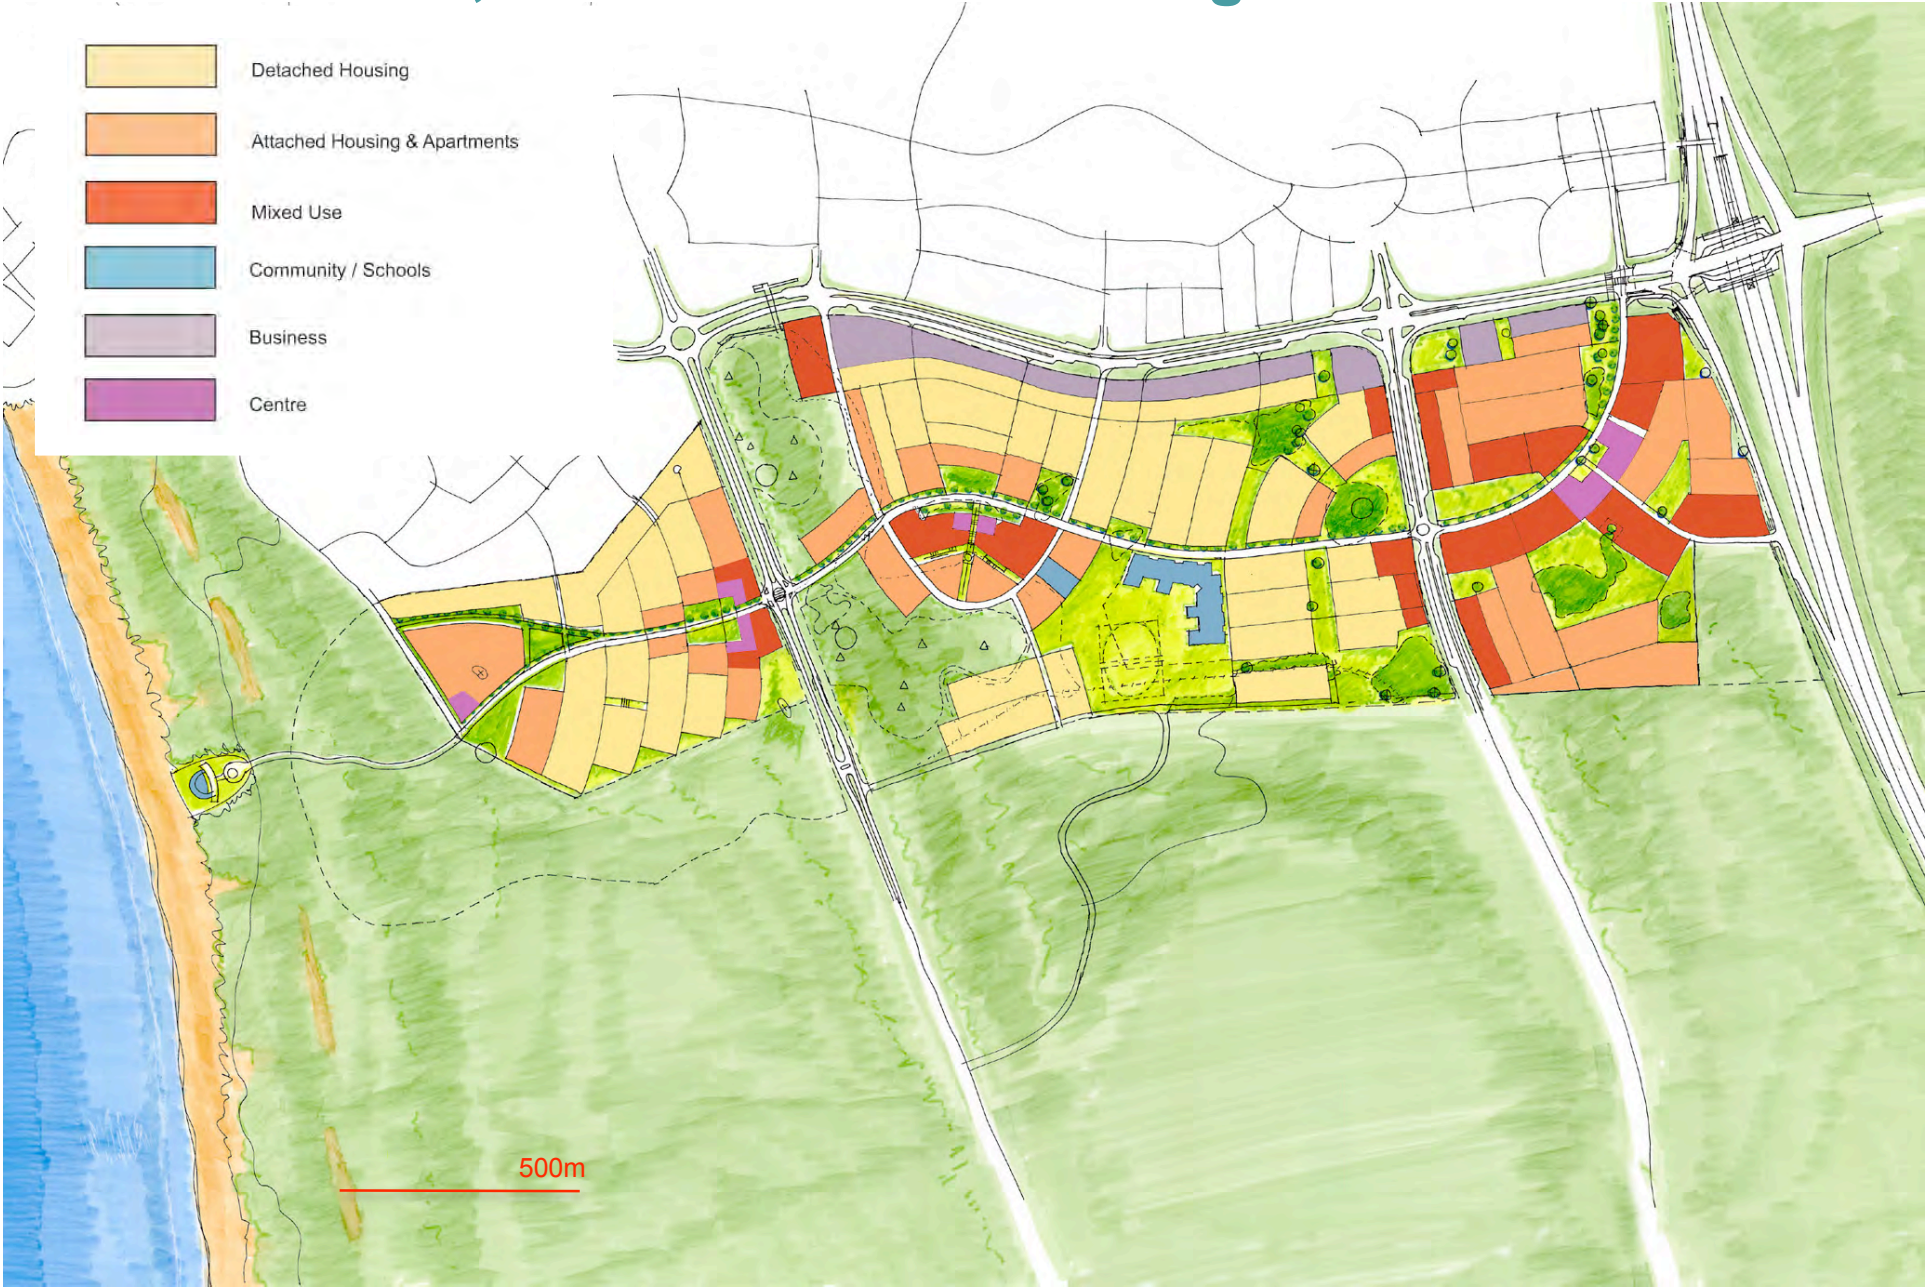 Detached Housing
Attached Housing & Apartments
Mixed Use
Community / Schools
Business
Centre
500m